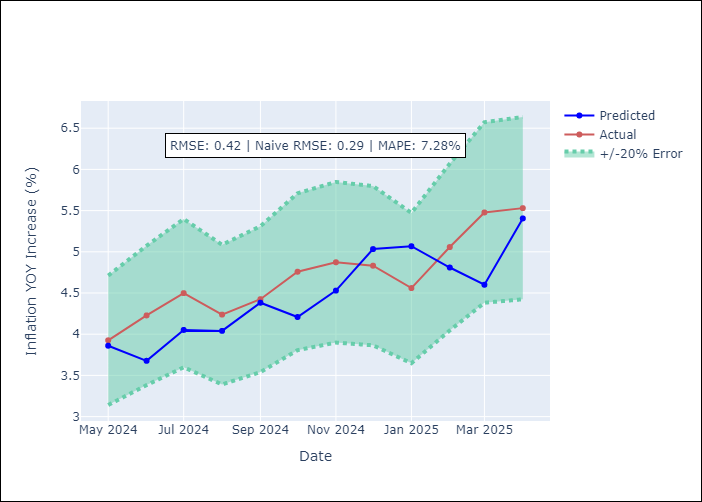 Predicted
Actual
+/-20% Error
RMSE: 0.42 | Naive RMSE: 0.29 | MAPE: 7.28%
6.5
6
5.5
5
4.5
4
3.5
3
Inflation YOY Increase (%)
May 2024
Jul 2024
Sep 2024
Nov 2024
Jan 2025
Mar 2025
Date